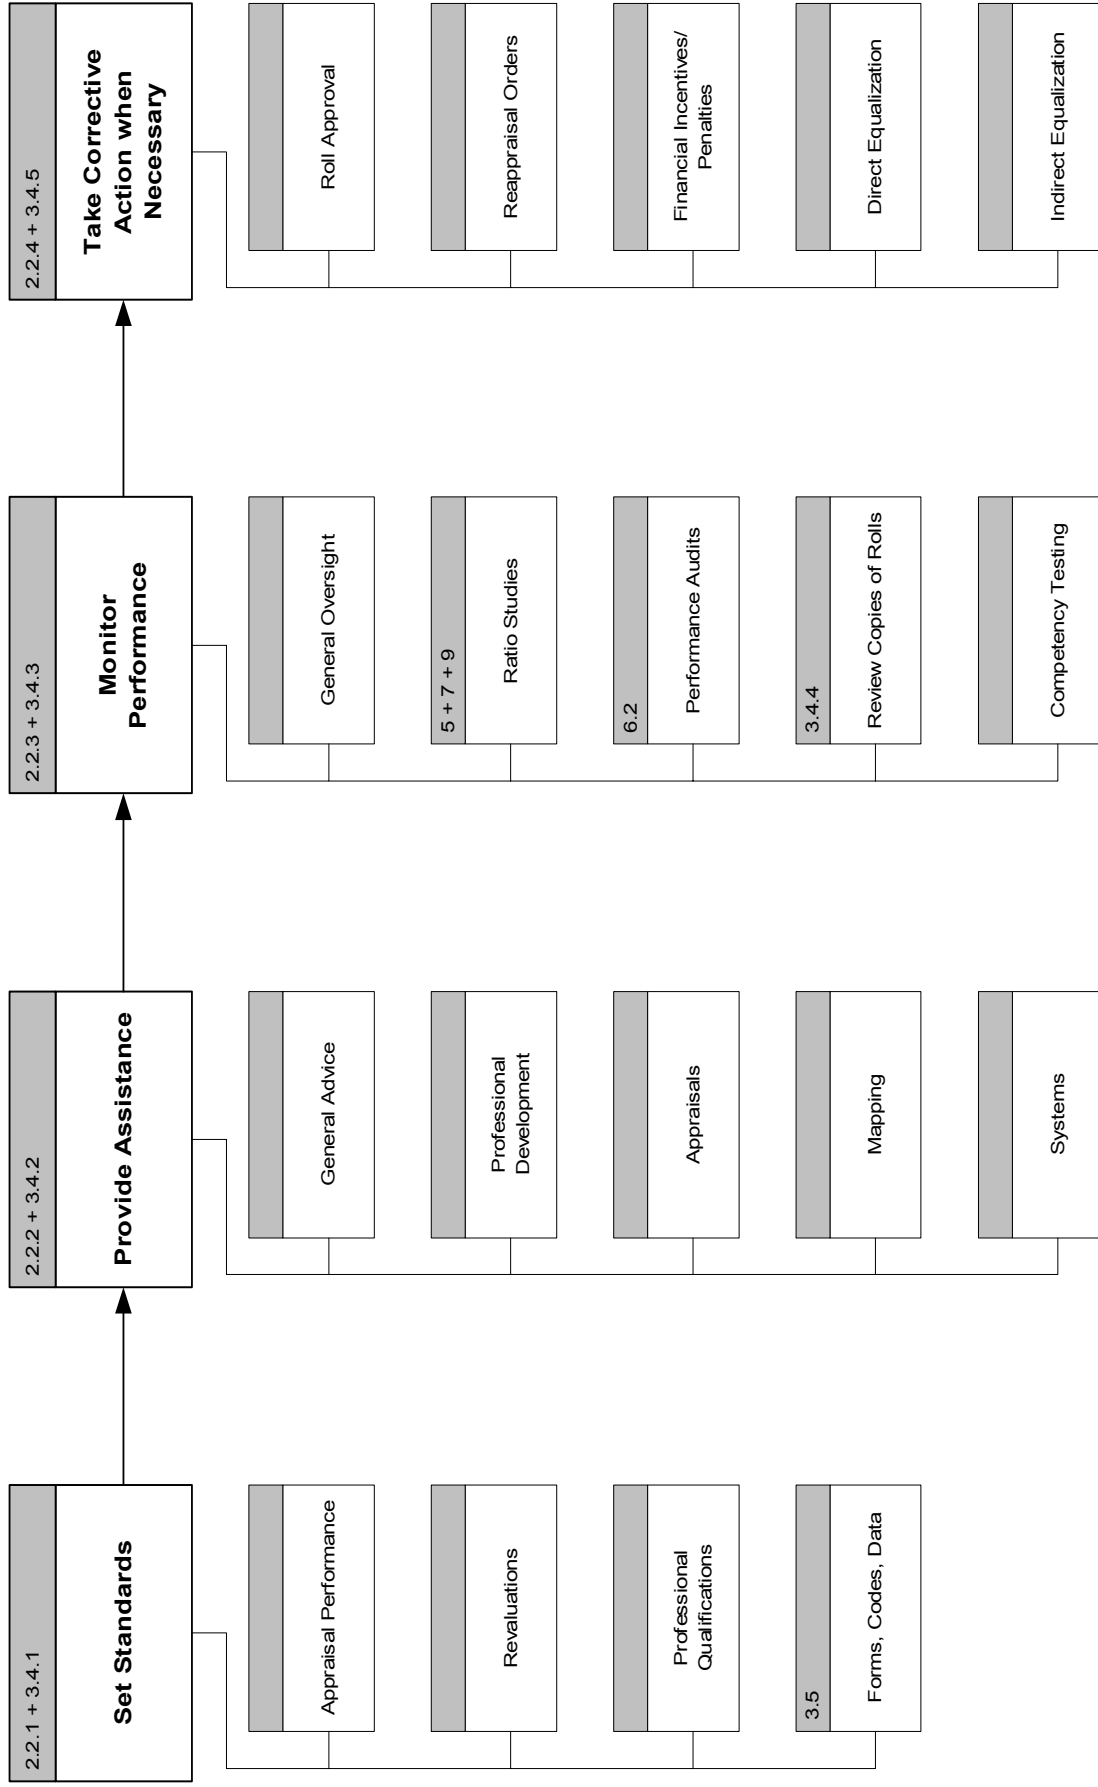 2.2.1 + 3.4.1
Set Standards
Appraisal Performance
Revaluations
Professional
Qualifications
3.5
Forms, Codes, Data
2.2.2 + 3.4.2
Provide Assistance
General Advice
Professional
Development
Appraisals
Mapping
Systems
2.2.3 + 3.4.3
Monitor
Performance
General Oversight
5 + 7 + 9
Ratio Studies
6.2
Performance Audits
3.4.4
Review Copies of Rolls
Competency Testing
2.2.4 + 3.4.5
Take Corrective
Action when
Necessary
Roll Approval
Reappraisal Orders
Financial Incentives/
Penalties
Direct Equalization
Indirect Equalization